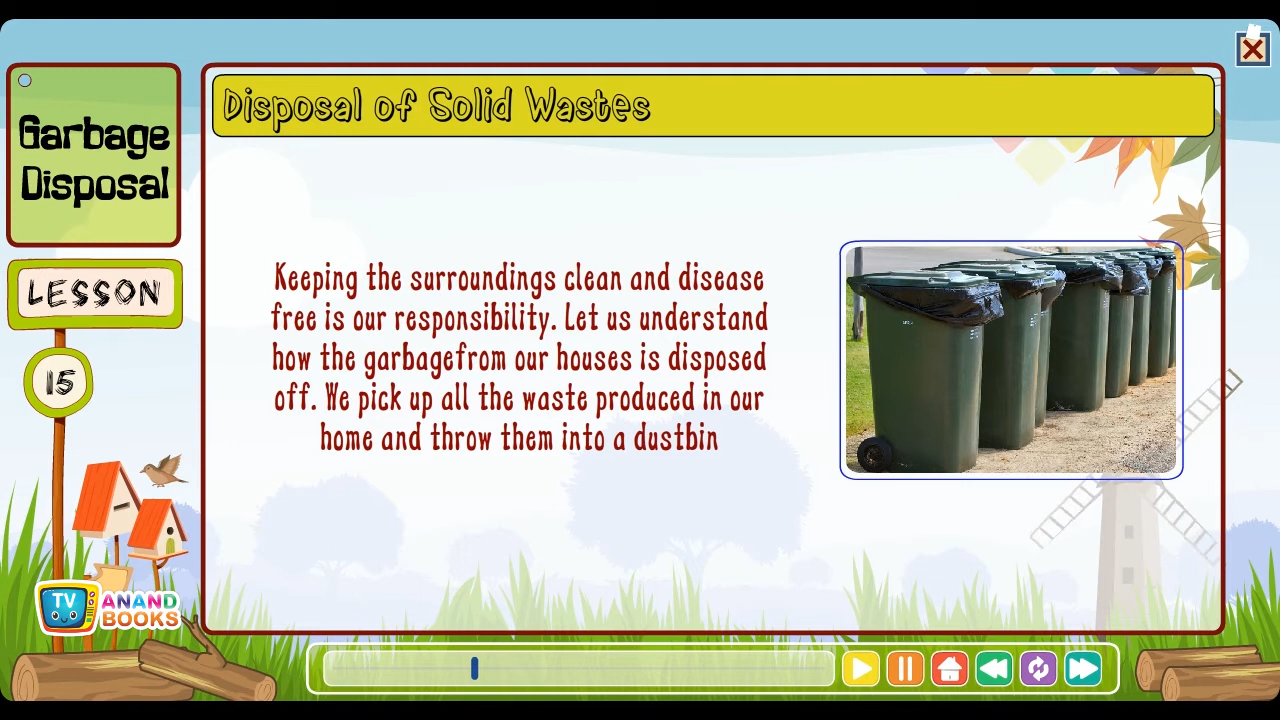 Garbage
Disposal
LESSON
15
Disposal of Solid Wastes
Keeping the surroundings clean and disease
free is our responsibility. Let us understand
how the garbagefrom our houses is disposed
off. We pick up all the waste produced in our
home and throw them into a dustbin
TV
ANAND
BOOKS